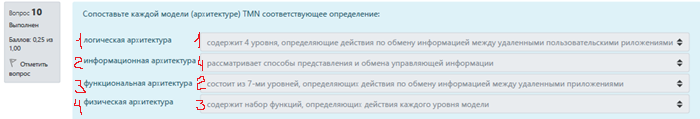 Вопрос 10
Выполнен
Баллов: 0,25 из
1,00
Отметить
вопрос
Сопоставьте каждой модели (архитектуре) TMN соответствующее определение:
1 логическая архитектура 1 содержит 4 уровня, определяющие действия по обмену информацией между удаленными пользовательскими риложениями
2 информационная архитектура 4 рассматривает способы представления и обмена управляющей информации
3 функциональная архитектура 2 состоит из 7-ми уровней, определяющих действия по обмену информацией между удаленными приложениями
4 физическая архитектура 3 содержит набор функций, определяющих действия каждого уровня модели